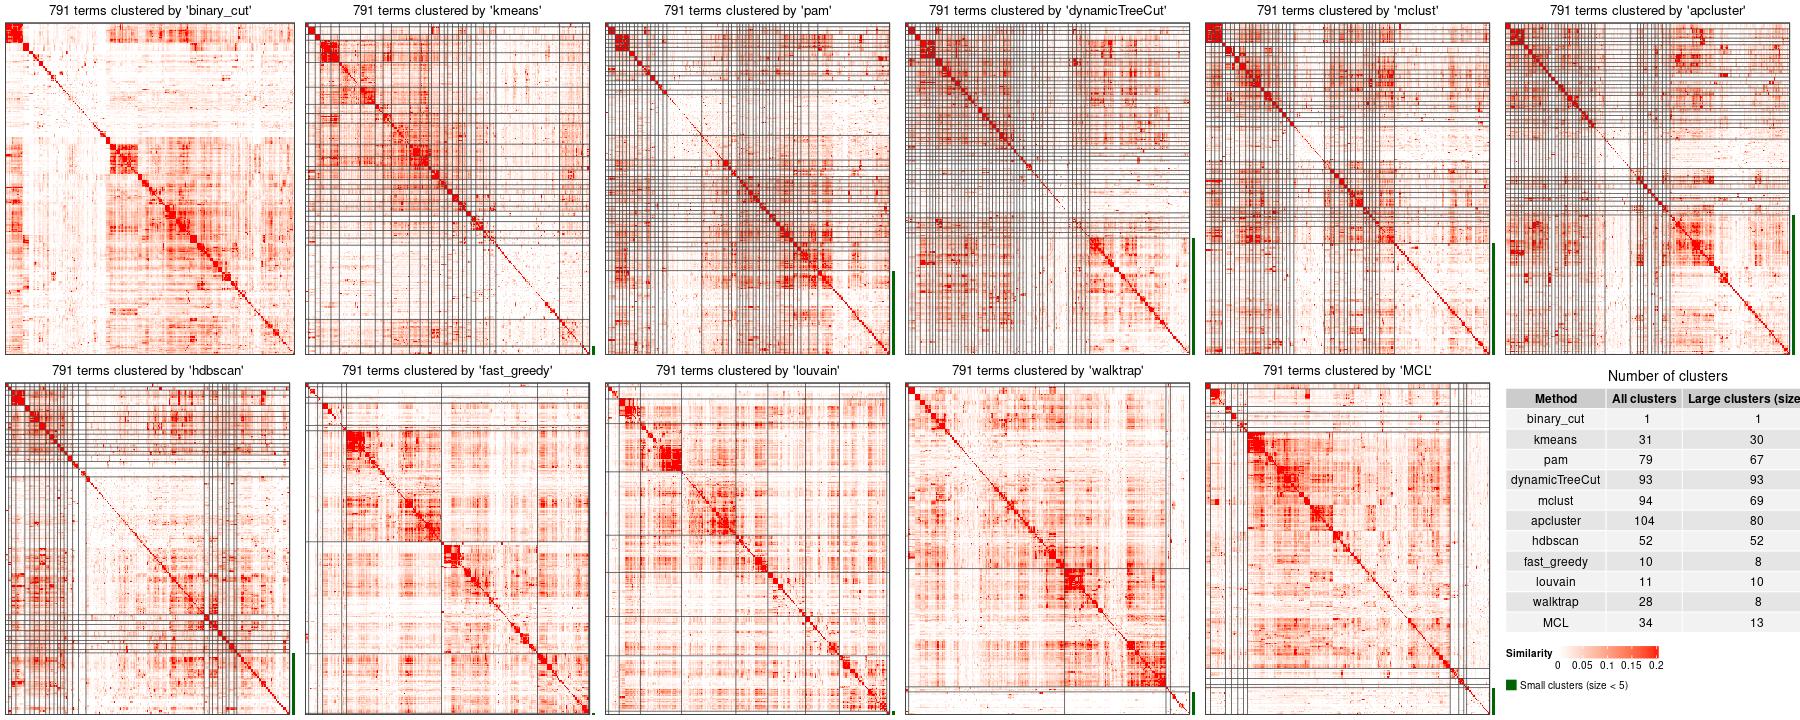 791 terms clustered by 'binary_cut'
791 terms clustered by 'kmeans'
791 terms clustered by 'pam'
791 terms clustered by 'dynamicTreeCut'
791 terms clustered by 'mclust'
791 terms clustered by 'apcluster'
791 terms clustered by 'hdbscan'
791 terms clustered by 'fast_greedy'
791 terms clustered by 'louvain'
791 terms clustered by 'walktrap'
791 terms clustered by 'MCL'
Number of clusters
Method All clusters Large clusters (size
binary_cut 1 1
kmeans 31 30
pam 79 67
dynamicTreeCut 93 93
mclust 94 69
apcluster 104 80
hdbscan 52 52
fast_greedy 10 8
louvain 11 10
walktrap 28 8
MCL 34 13
Similarity
0 0.05 0.1 0.15 0.2
Small clusters (size < 5)